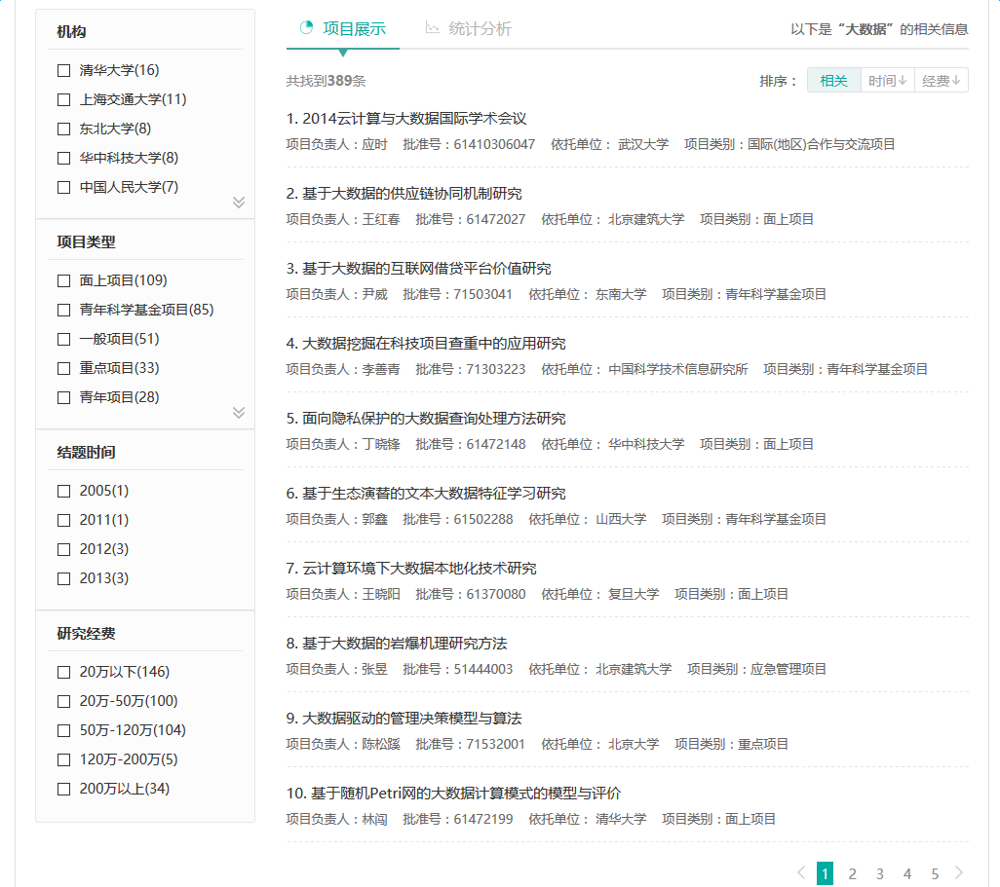 机构
清华大学(16)
上海交通大学(11)
东北大学(8)
华中科技大学(8)
中国人民大学(7)
项目类型
面上项目(109)
青年科学基金项目(85)
一般项目(51)
重点项目(33)
青年项目(28)
结题时间
2005(1)
2011(1)
2012(3)
2013(3)
研究经费
20万以下(146)
20万-50万(100)
50万-120万(104)
120万-200万(5)
200万以上(34)
项目展示 统计分析 以下是“大数据”的相关信息
共找到389条 排序： 相关 时间↓ 经费↓
1. 2014云计算与大数据国际学术会议
项目负责人：应时 批准号：61410306047 依托单位： 武汉大学 项目类别：国际(地区)合作与交流项目
2. 基于大数据的供应链协同机制研究
项目负责人：王红春 批准号：61472027 依托单位： 北京建筑大学 项目类别：面上项目
3. 基于大数据的互联网借贷平台价值研究
项目负责人：尹威 批准号：71503041 依托单位： 东南大学 项目类别：青年科学基金项目
4. 大数据挖掘在科技项目查重中的应用研究
项目负责人：李善青 批准号：71303223 依托单位： 中国科学技术信息研究所 项目类别：青年科学基金项目
5. 面向隐私保护的大数据查询处理方法研究
项目负责人：丁晓锋 批准号：61472148 依托单位： 华中科技大学 项目类别：面上项目
6. 基于生态演替的文本大数据特征学习研究
项目负责人：郭鑫 批准号：61502288 依托单位： 山西大学 项目类别：青年科学基金项目
7. 云计算环境下大数据本地化技术研究
项目负责人：王晓阳 批准号：61370080 依托单位： 复旦大学 项目类别：面上项目
8. 基于大数据的岩爆机理研究方法
项目负责人：张昱 批准号：51444003 依托单位： 北京建筑大学 项目类别：应急管理项目
9. 大数据驱动的管理决策模型与算法
项目负责人：陈松蹊 批准号：71532001 依托单位： 北京大学 项目类别：重点项目
10. 基于随机Petri网的大数据计算模式的模型与评价
项目负责人：林闯 批准号：61472199 依托单位： 清华大学 项目类别：面上项目
1 2 3 4 5